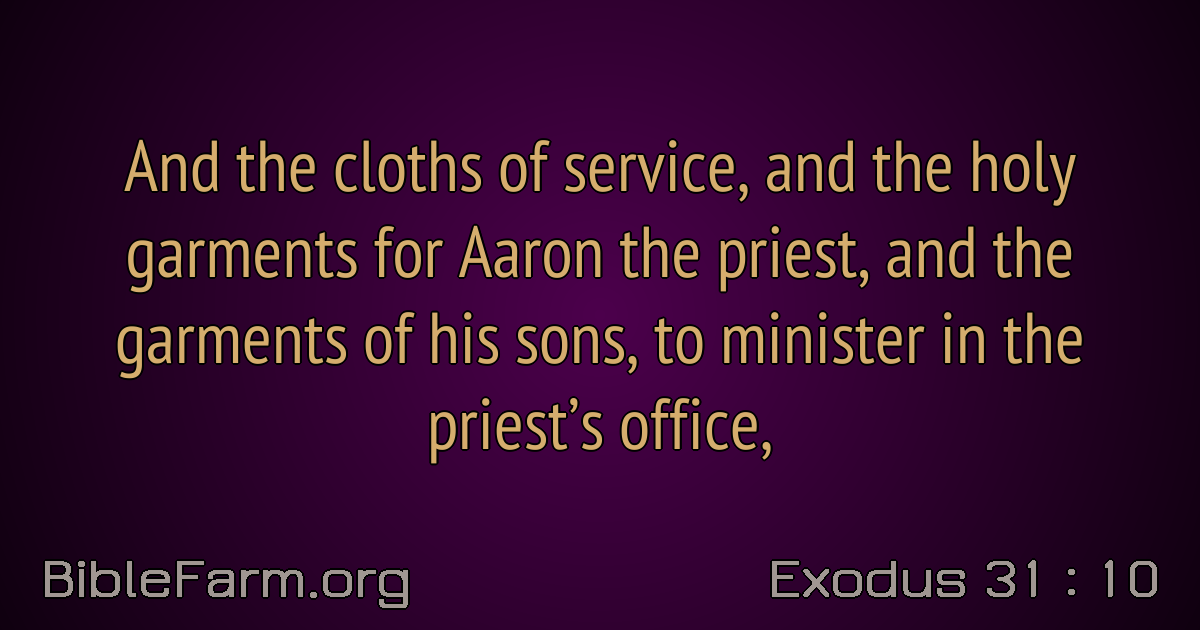 And the cloths of service, and the holy
garments for Aaron the priest, and the
garments of his sons, to minister in the
priest’s office,
BibleFarm.org
Exodus 31 : 10